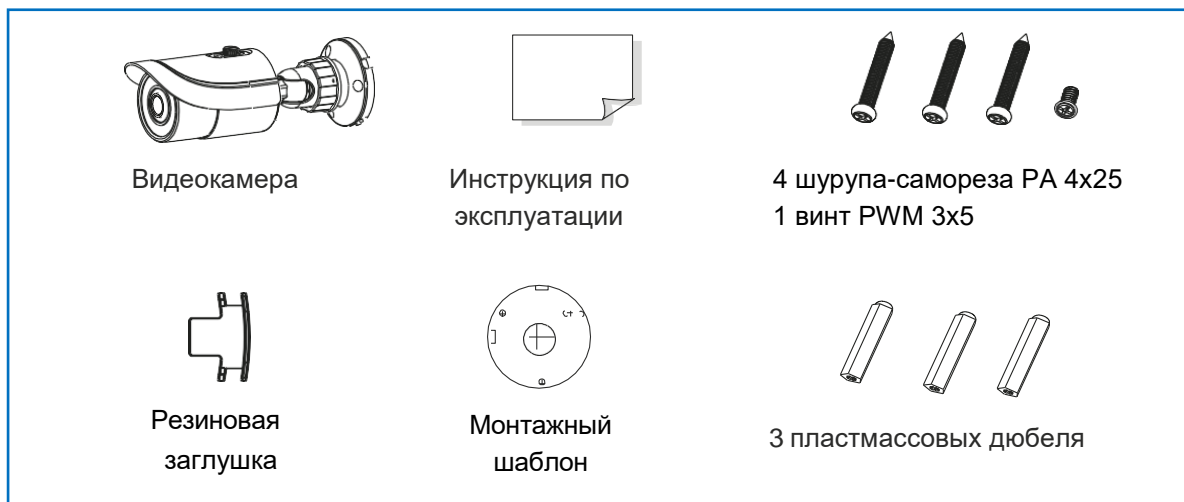 Видеокамера
Инструкция по
эксплуатации
4 шурупа-самореза PA 4x25
1 винт PWM 3x5
Резиновая
заглушка
Монтажный
шаблон
3 пластмассовых дюбеля